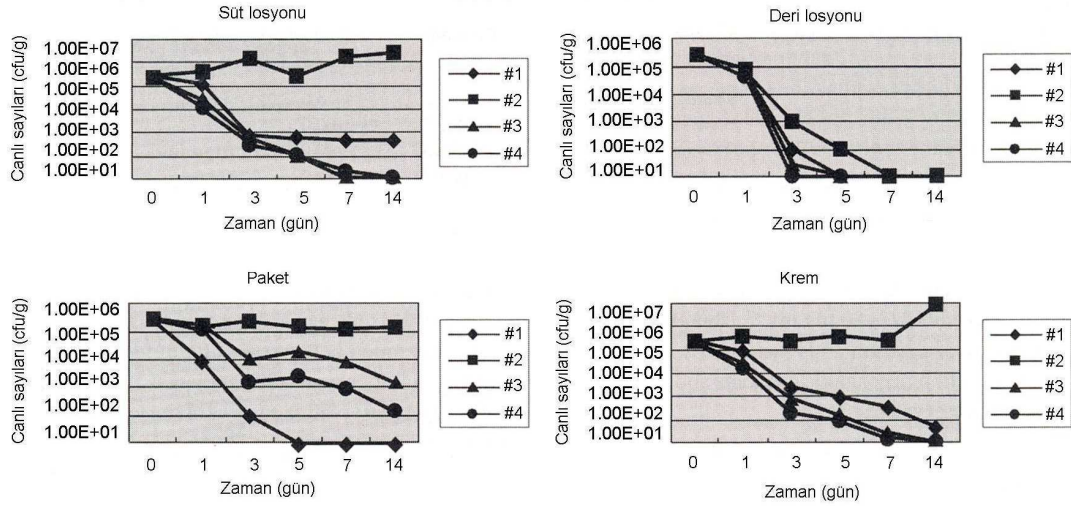 Süt losyonu
Canlı sayıları (cfu/g)
1.00E+07
1.00E+06
1.00E+05
1.00E+04
1.00E+03
1.00E+02
1.00E+01
0 1 3 5 7 14
Zaman (gün)
#1
#2
#3
#4
Deri losyonu
Canlı sayıları (cfu/g)
1.00E+06
1.00E+05
1.00E+04
1.00E+03
1.00E+02
1.00E+01
0 1 3 5 7 14
Zaman (gün)
#1
#2
#3
#4
Paket
Canlı sayıları (cfu/g)
1.00E+06
1.00E+05
1.00E+04
1.00E+03
1.00E+02
1.00E+01
0 1 3 5 7 14
Zaman (gün)
#1
#2
#3
#4
Krem
Canlı sayıları (cfu/g)
1.00E+07
1.00E+06
1.00E+05
1.00E+04
1.00E+03
1.00E+02
1.00E+01
0 1 3 5 7 14
Zaman (gün)
#1
#2
#3
#4